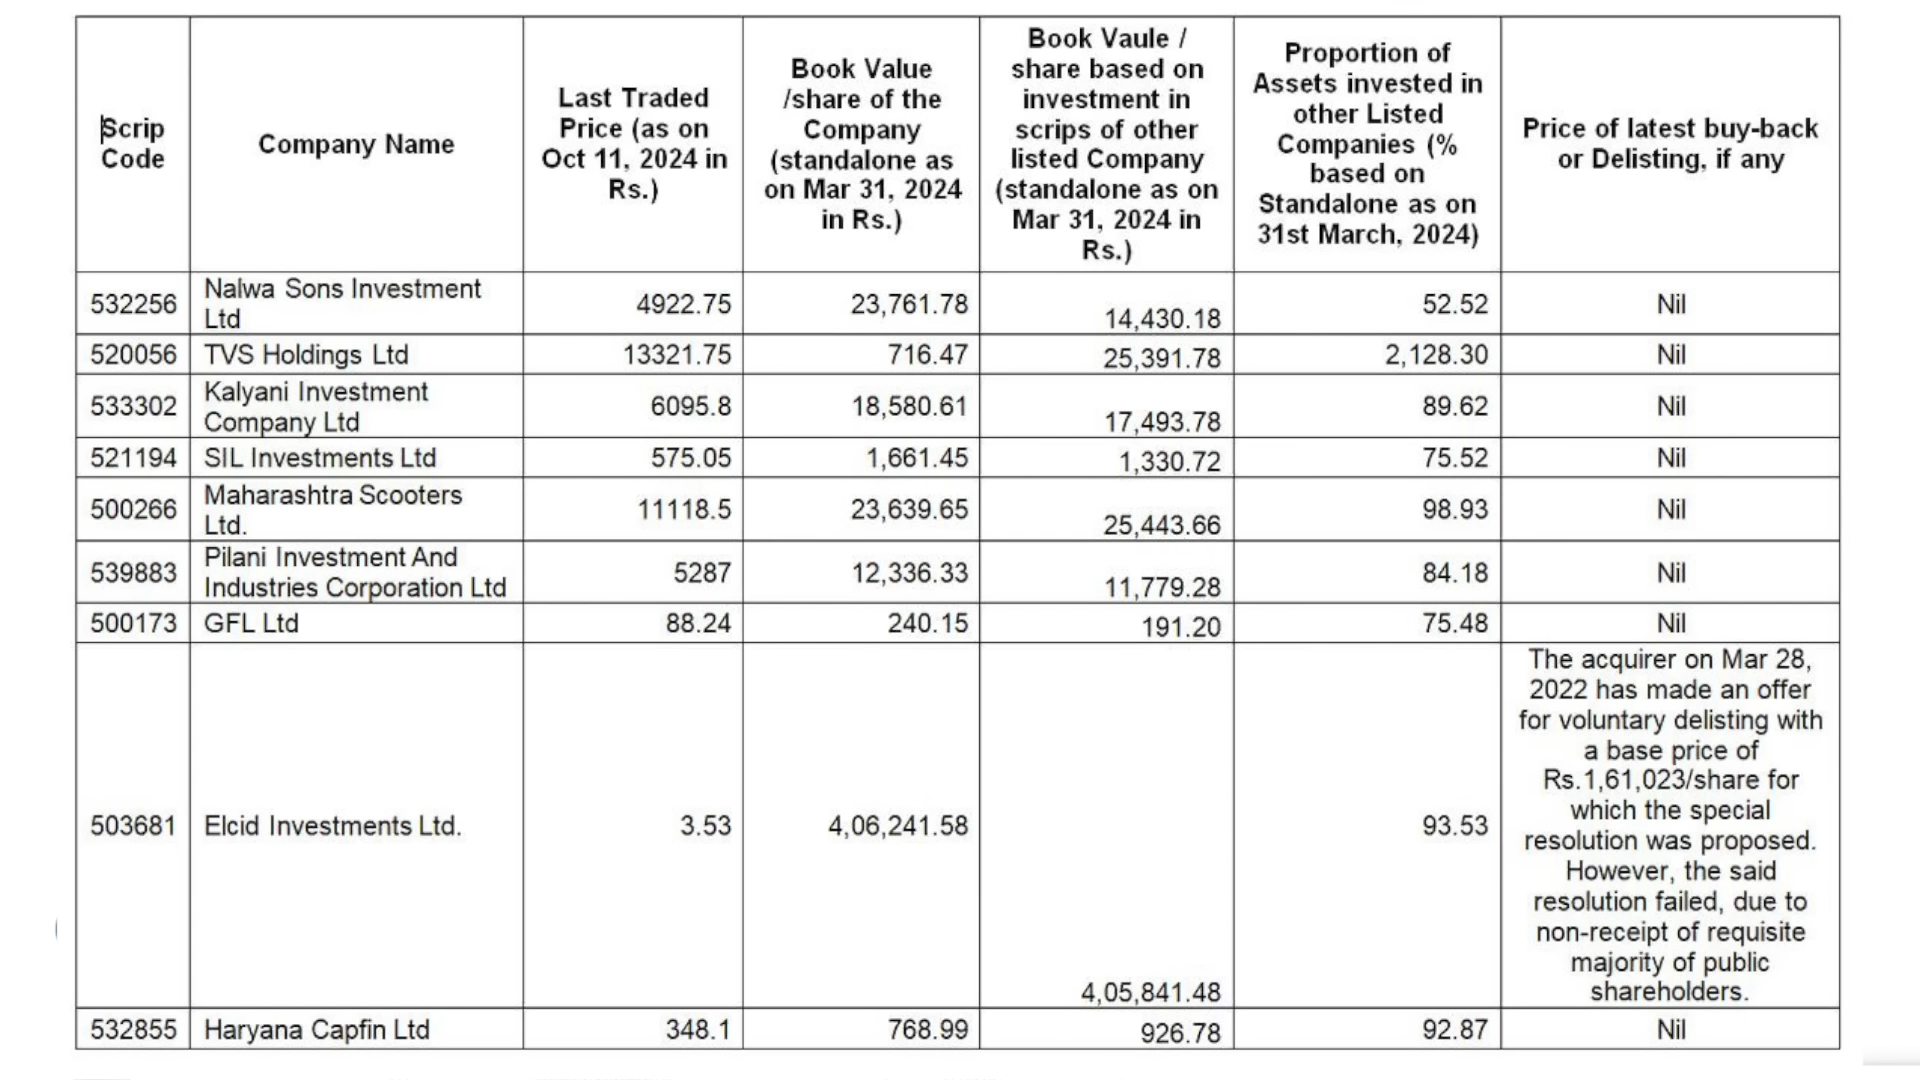 Scrip
Code
Company Name
Last Traded
Price (as on
Oct 11, 2024 in
Rs.)
Book Value
/share of the
Company
(standalone as
on Mar 31, 2024
in Rs.)
Book Vaule /
share based on
investment in
scrips of other
listed Company
(standalone as on
Mar 31, 2024 in
Rs.)
Proportion of
Assets invested in
other Listed
Companies (%
based on
Standalone as on
31st March, 2024)
Price of latest buy-back
or Delisting, if any
532256
Nalwa Sons Investment
Ltd
4922.75
23,761.78
14,430.18
52.52
Nil
520056
TVS Holdings Ltd
13321.75
716.47
25,391.78
2,128.30
Nil
533302
Kalyani Investment
Company Ltd
6095.8
18,580.61
17,493.78
89.62
Nil
521194
SIL Investments Ltd
575.05
1,661.45
1,330.72
75.52
Nil
500266
Maharashtra Scooters
Ltd.
11118.5
23,639.65
25,443.66
98.93
Nil
539883
Pilani Investment And
Industries Corporation Ltd
5287
12,336.33
11,779.28
84.18
Nil
500173
GFL Ltd
88.24
240.15
191.20
75.48
Nil
503681
Elcid Investments Ltd.
3.53
4,06,241.58
4,05,841.48
93.53
The acquirer on Mar 28,
2022 has made an offer
for voluntary delisting with
a base price of
Rs.1,61,023/share for
which the special
resolution was proposed.
However, the said
resolution failed, due to
non-receipt of requisite
majority of public
shareholders.
532855
Haryana Capfin Ltd
348.1
768.99
926.78
92.87
Nil